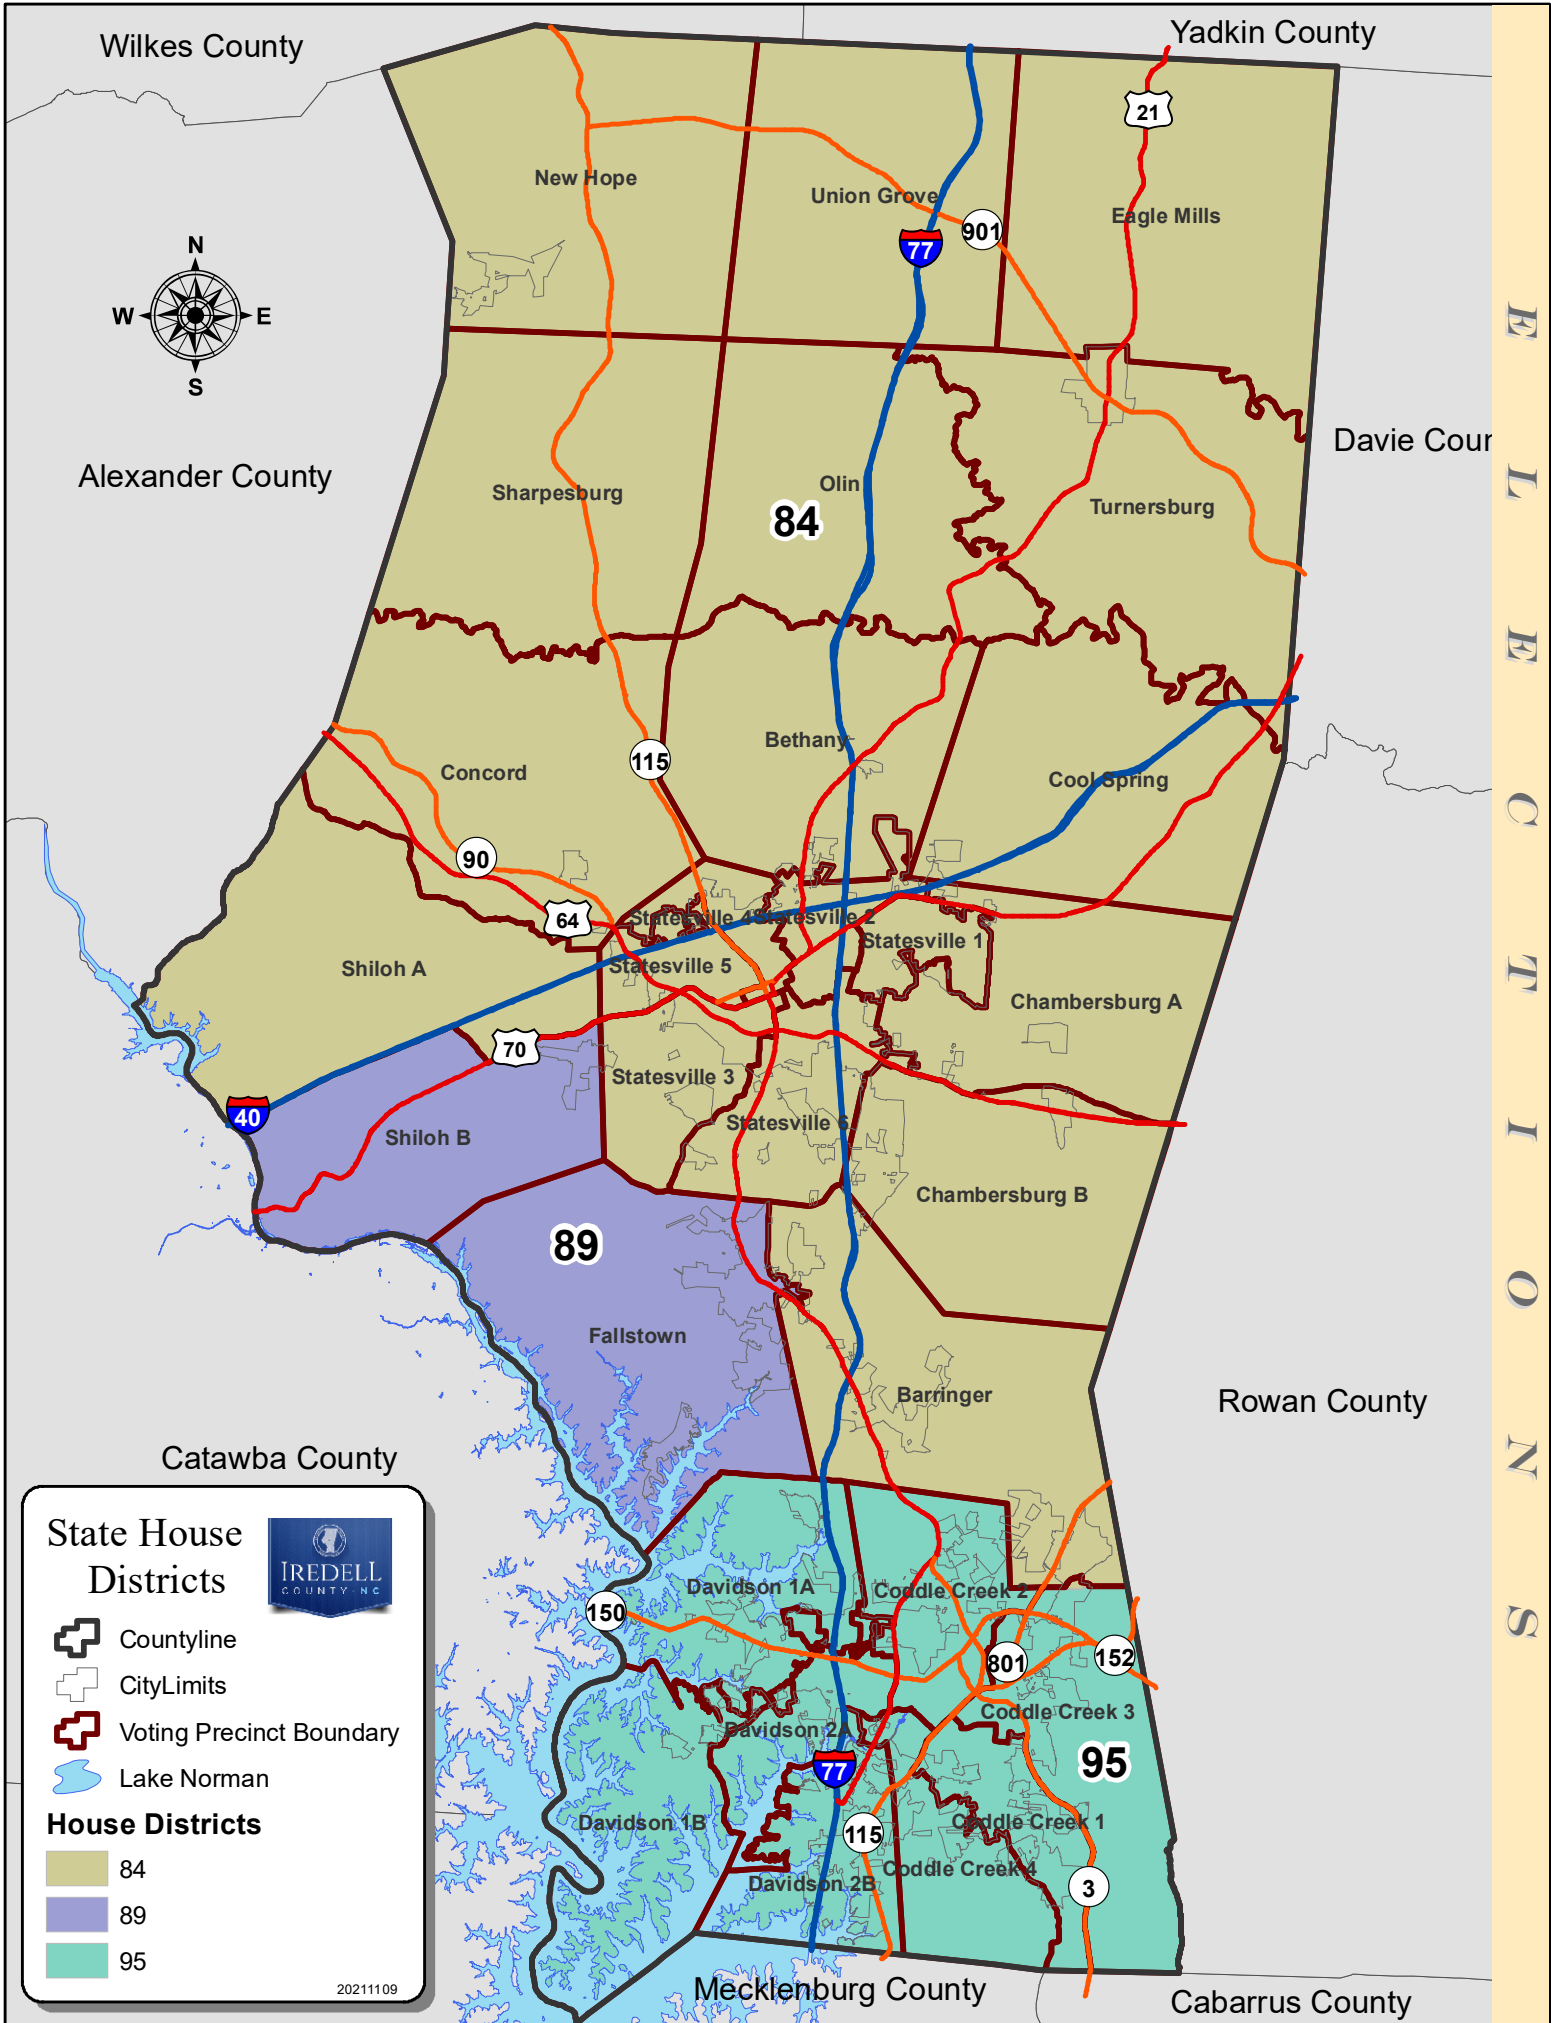 Wilkes County
Yadkin County
21
New Hope
Union Grove
Eagle Mills
901
77
N
W
E
S
Davie Cour
Alexander County
Sharpesburg
Olin
84
Turnersburg
Bethany
115
Concord
Cool Spring
90
64
Statesville 4
Statesville 2
Statesville 1
Shiloh A
Statesville 5
Chambersburg A
70
Statesville 3
40
Statesville 6
Shiloh B
Chambersburg B
89
Fallstown
Barringer
Rowan County
Catawba County
Davidson 1A
Coddle Creek 2
150
801
152
Coddle Creek 3
Davidson 2A
95
77
Davidson 1B
115
Coddle Creek 1
Coddle Creek 4
Davidson 2B
3
Mecklenburg County
Cabarrus County
State House
Districts
IREDELL
COUNTY NC
Countyline
CityLimits
Voting Precinct Boundary
Lake Norman
House Districts
84
89
95
20211109
ELECTIONS